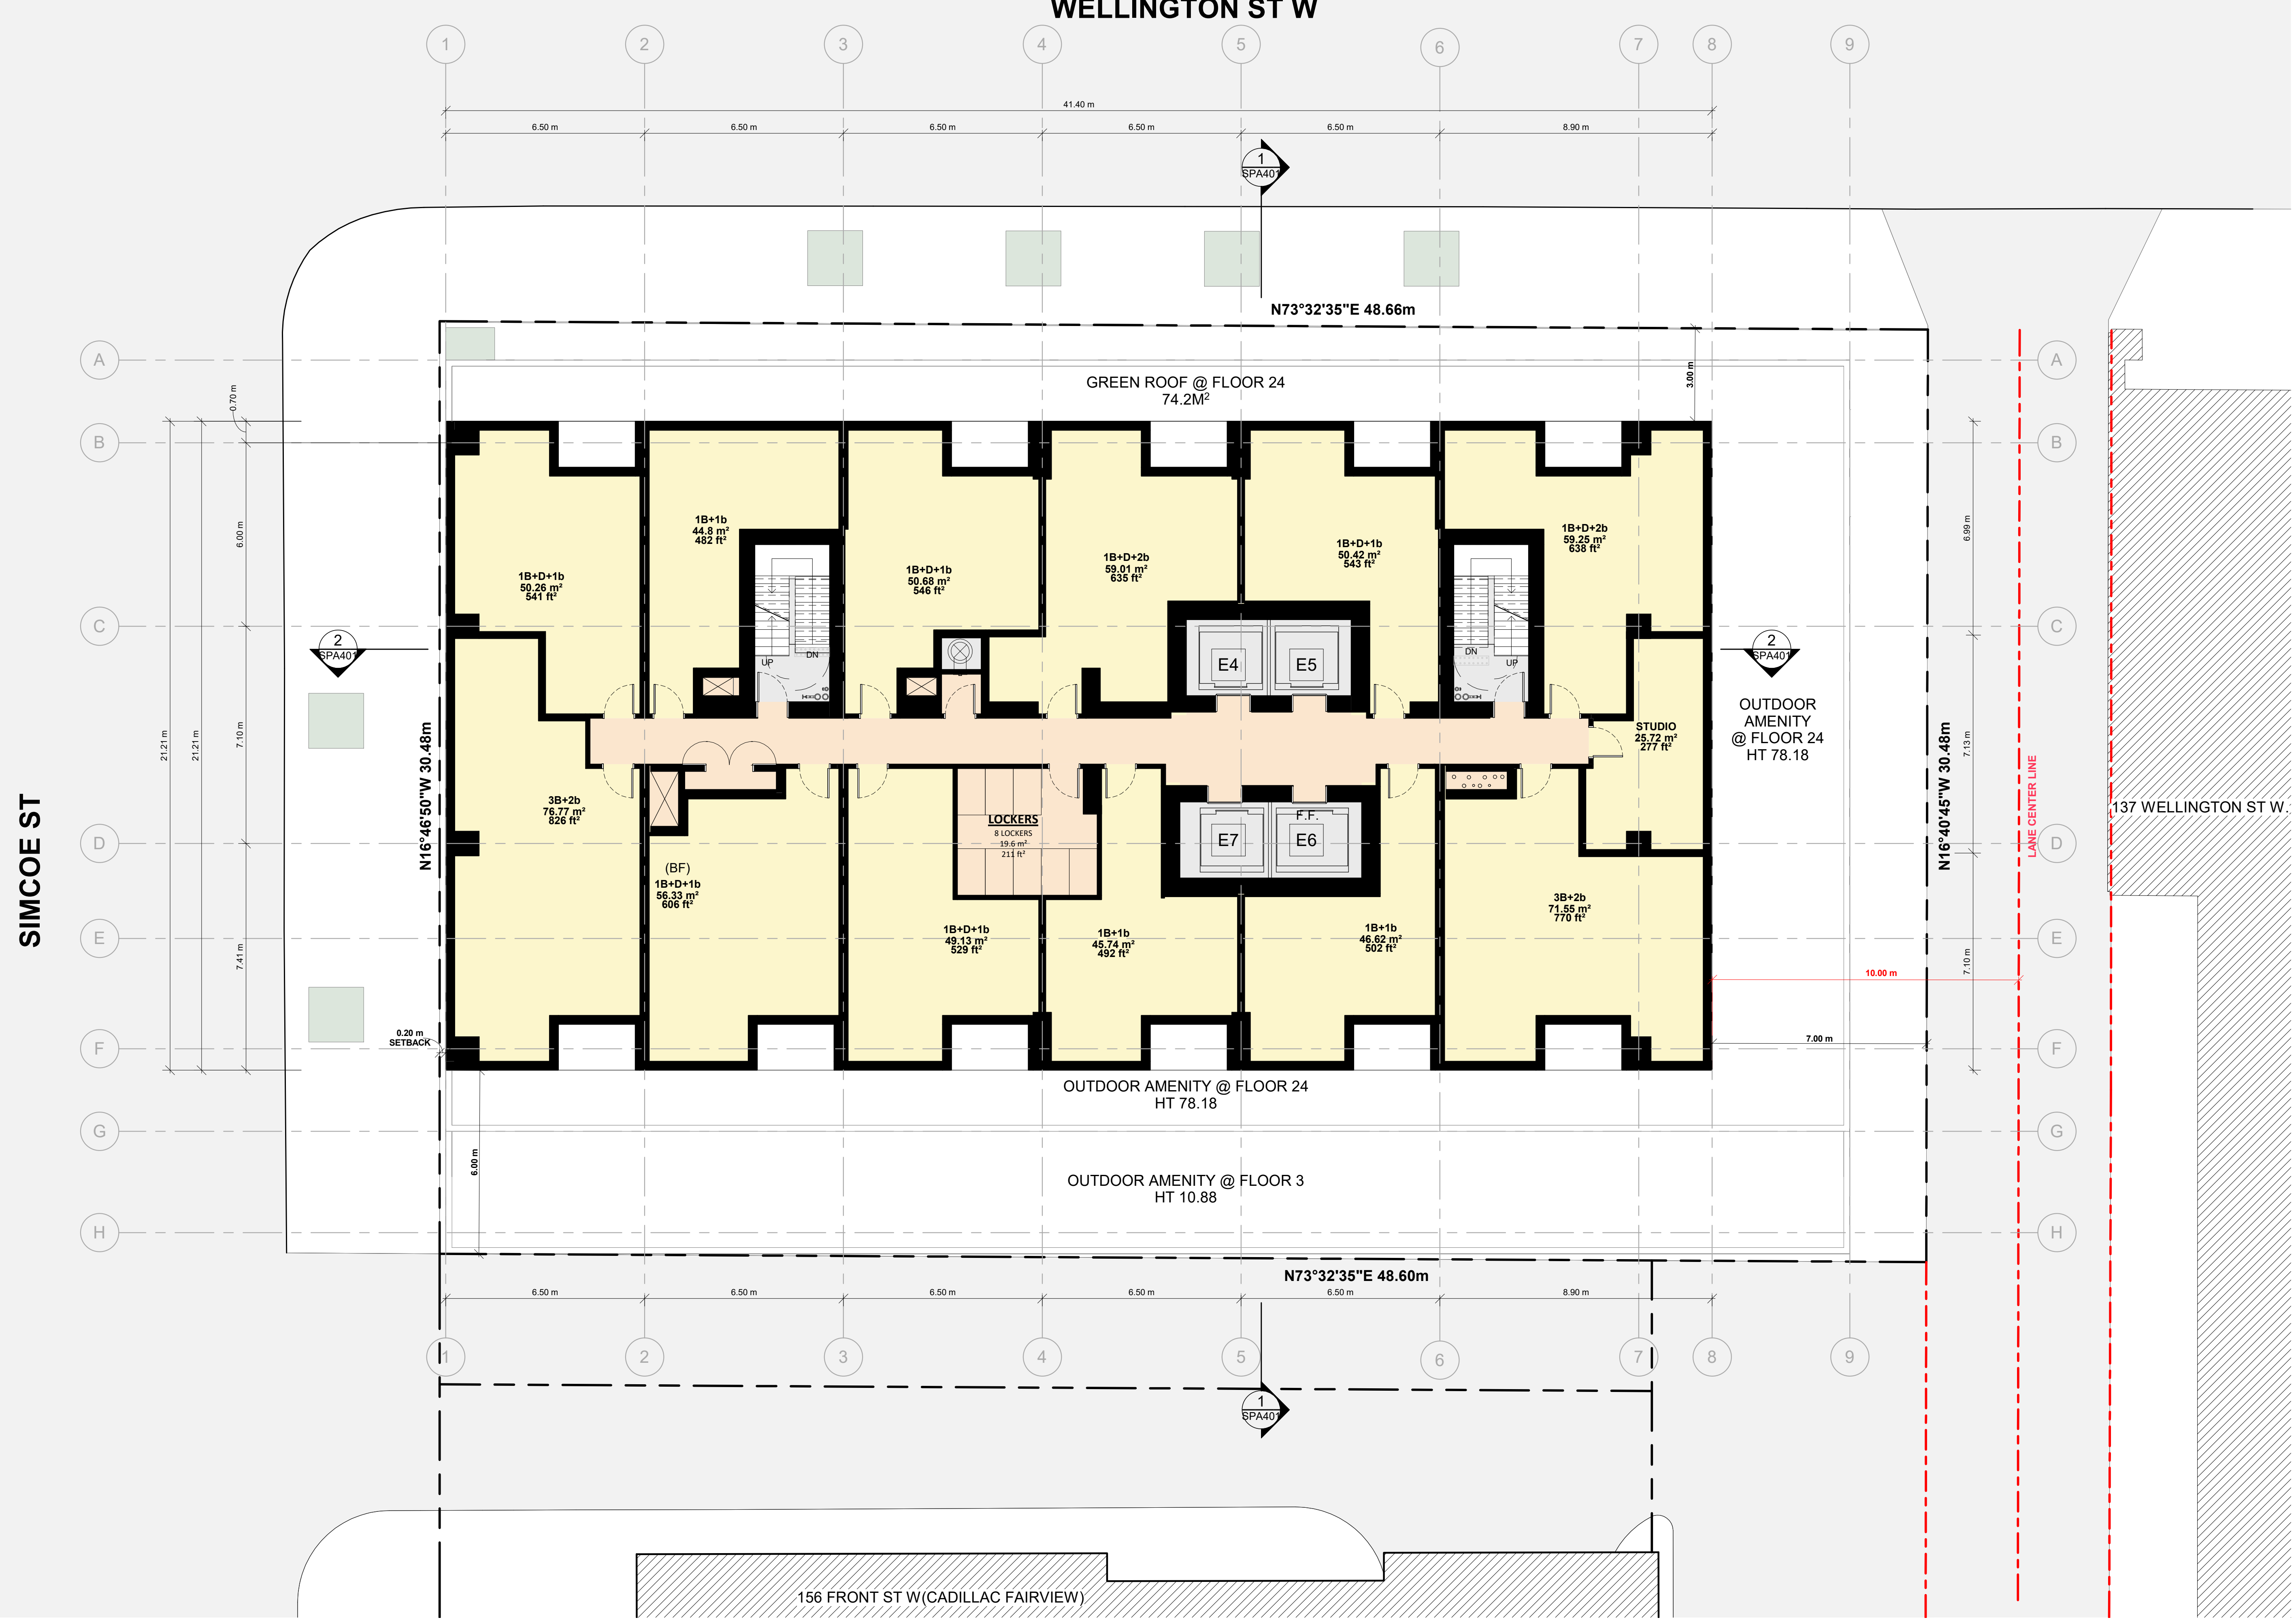 WELLINGTON ST W
1 2 3 4 5 6 7 8 9
41.40 m
6.50 m 6.50 m 6.50 m 6.50 m 6.50 m 8.90 m
1
SPA401
N73°32'35"E 48.66m
A
A
3.00 m
GREEN ROOF @ FLOOR 24
74.2M²
0.70 m
B
B
6.00 m
6.99 m
1B+1b
44.8 m²
482 ft²
1B+D+2b
59.25 m²
638 ft²
1B+D+1b
50.42 m²
543 ft²
1B+D+2b
59.01 m²
635 ft²
1B+D+1b
50.68 m²
546 ft²
1B+D+1b
50.26 m²
541 ft²
C
C
2
SPA401
UP
DN
E4
E5
DN
UP
2
SPA401
OUTDOOR
AMENITY
@ FLOOR 24
HT 78.18
STUDIO
25.72 m²
277 ft²
21.21 m
21.21 m
7.10 m
7.13 m
N16°46'50"W 30.48m
N16°40'45"W 30.48m
LANE CENTER LINE
137 WELLINGTON ST W.
3B+2b
76.77 m²
826 ft²
LOCKERS
8 LOCKERS
19.6 m²
211 ft²
F.F.
E7
E6
D
D
SIMCOE ST
(BF)
1B+D+1b
56.33 m²
606 ft²
3B+2b
71.55 m²
770 ft²
1B+D+1b
49.13 m²
529 ft²
1B+1b
45.74 m²
492 ft²
1B+1b
46.62 m²
502 ft²
E
E
7.41 m
7.10 m
10.00 m
0.20 m
SETBACK
7.00 m
F
F
OUTDOOR AMENITY @ FLOOR 24
HT 78.18
G
G
6.00 m
OUTDOOR AMENITY @ FLOOR 3
HT 10.88
H
H
N73°32'35"E 48.60m
6.50 m 6.50 m 6.50 m 6.50 m 6.50 m 8.90 m
1 2 3 4 5 6 7 8 9
1
SPA401
156 FRONT ST W(CADILLAC FAIRVIEW)